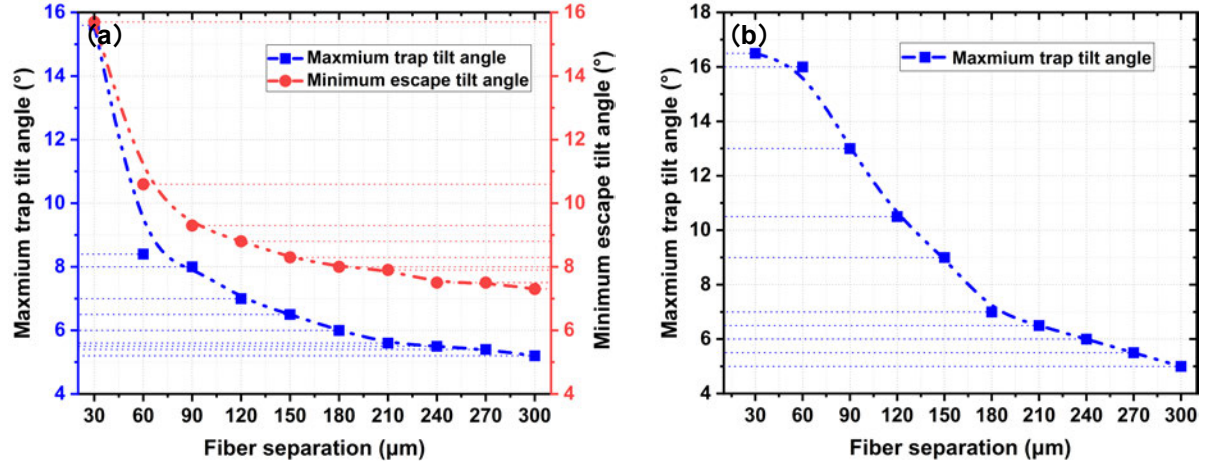 (a)
Maxmium trap tilt angle
Minimum escape tilt angle
Maxmium trap tilt angle (°)
16
14
12
10
8
6
4
Minimum escape tilt angle (°)
16
14
12
10
8
6
4
30 60 90 120 150 180 210 240 270 300
Fiber separation (μm)
(b)
Maxmium trap tilt angle
Maxmium trap tilt angle (°)
18
16
14
12
10
8
6
4
30 60 90 120 150 180 210 240 270 300
Fiber separation (μm)